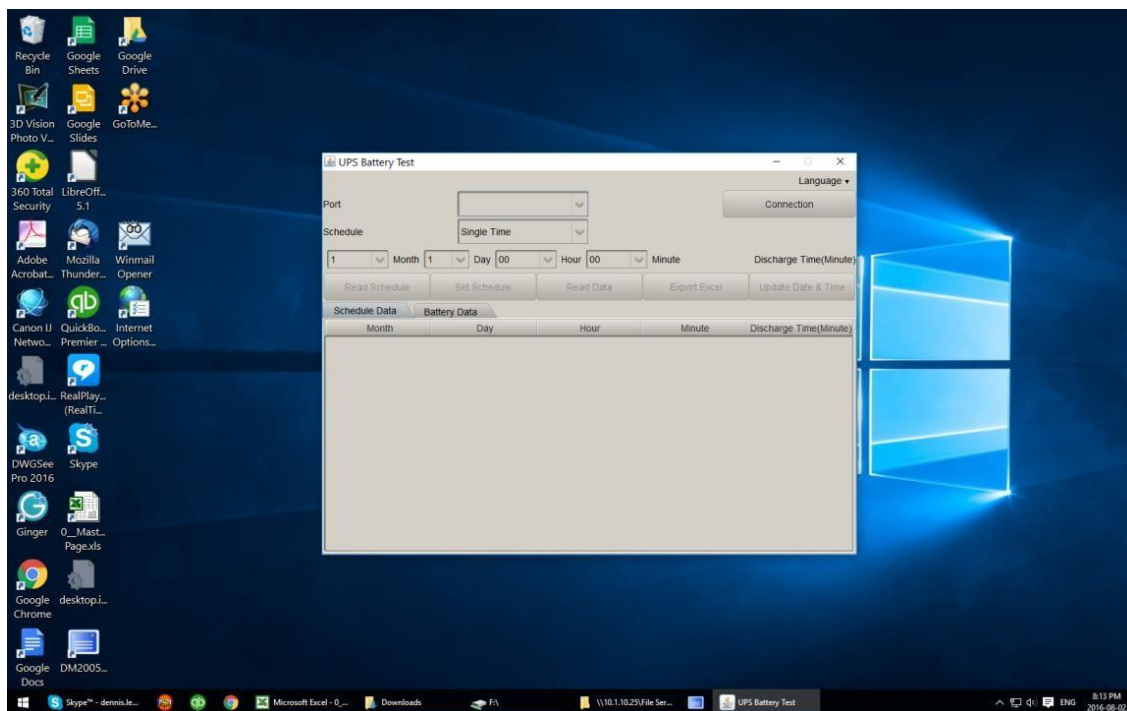 Recycle Bin
Google Sheets
Google Drive
3D Vision Photo V...
Google Slides
GoToMe...
360 Total Security
LibreOff... 5.1
Adobe Acrobat...
Mozilla Thunder...
Winmail Opener
Canon IJ Netwo...
QuickBo... Premier ...
Internet Options...
desktop.i...
RealPlay... (RealTi...
DWGSee Pro 2016
Skype
Ginger
0__Mast... Page.xls
Google Chrome
desktop.i...
Google Docs
DM2005...
UPS Battery Test
Language
Port
Connection
Schedule Single Time
1 Month 1 Day 00 Hour 00 Minute Discharge Time(Minute)
Read Schedule Set Schedule Read Data Export Excel Update Date & Time
Schedule Data Battery Data
Month Day Hour Minute Discharge Time(Minute)
Skype™ - dennis.le... qb Microsoft Excel - 0_... Downloads F:\ \\10.1.10.25\File Ser... UPS Battery Test ENG 8:13 PM
2016-08-02